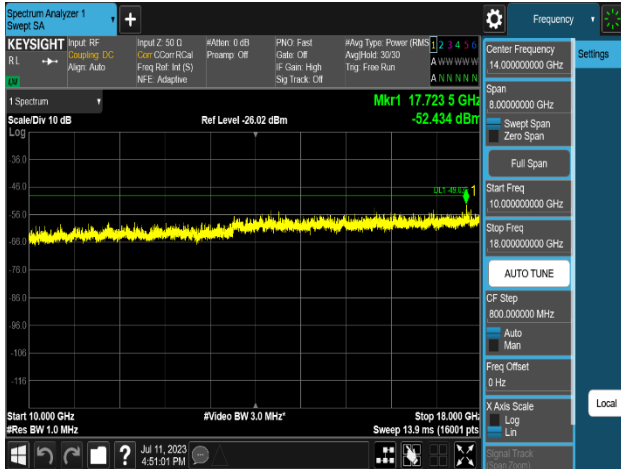 Spectrum Analyzer 1
Swept SA
+
Frequency
KEYSIGHT
RL
Input: RF
Coupling: DC
Align: Auto
Input Z: 50 Ω
Corr CCorr RCal
Freq Ref: Int (S)
NFE: Adaptive
#Atten: 0 dB
Preamp: Off
PNO: Fast
Gate: Off
IF Gain: High
Sig Track: Off
#Avg Type: Power (RMS
Avg|Hold: 30/30
Trig: Free Run
1 2 3 4 5 6
A W W W W W
A N N N N N
LV
1 Spectrum
Scale/Div 10 dB
Log
Ref Level -26.02 dBm
Mkr1 17.723 5 GHz
-52.434 dBm
-36.0
-46.0
-56.0
-66.0
-76.0
-86.0
-96.0
-106
-116
1
Start 10.000 GHz
#Res BW 1.0 MHz
#Video BW 3.0 MHz*
Stop 18.000 GHz
Sweep 13.9 ms (16001 pts
Center Frequency
14.000000000 GHz
Settings
Span
8.00000000 GHz
Swept Span
Zero Span
Full Span
Start Freq
10.000000000 GHz
Stop Freq
18.000000000 GHz
AUTO TUNE
CF Step
800.000000 MHz
Auto
Man
Freq Offset
0 Hz
X Axis Scale
Log
Lin
Local
Signal Track
(Span Zoom)
?
Jul 11, 2023
4:51:01 PM